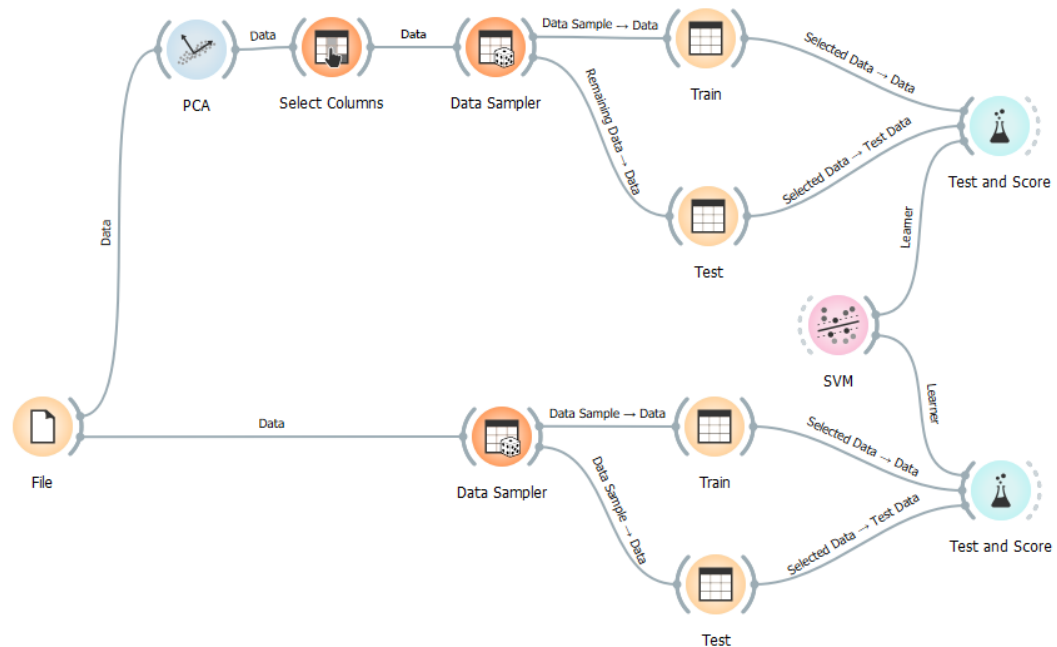 Data
PCA
Data
Select Columns
Data
Data Sampler
Data Sample → Data
Remaining Data → Data
Train
Test
Selected Data → Data
Selected Data → Test Data
Test and Score
Learner
SVM
Learner
File
Data
Data Sampler
Data Sample → Data
Data Sample → Data
Train
Test
Selected Data → Data
Selected Data → Test Data
Test and Score